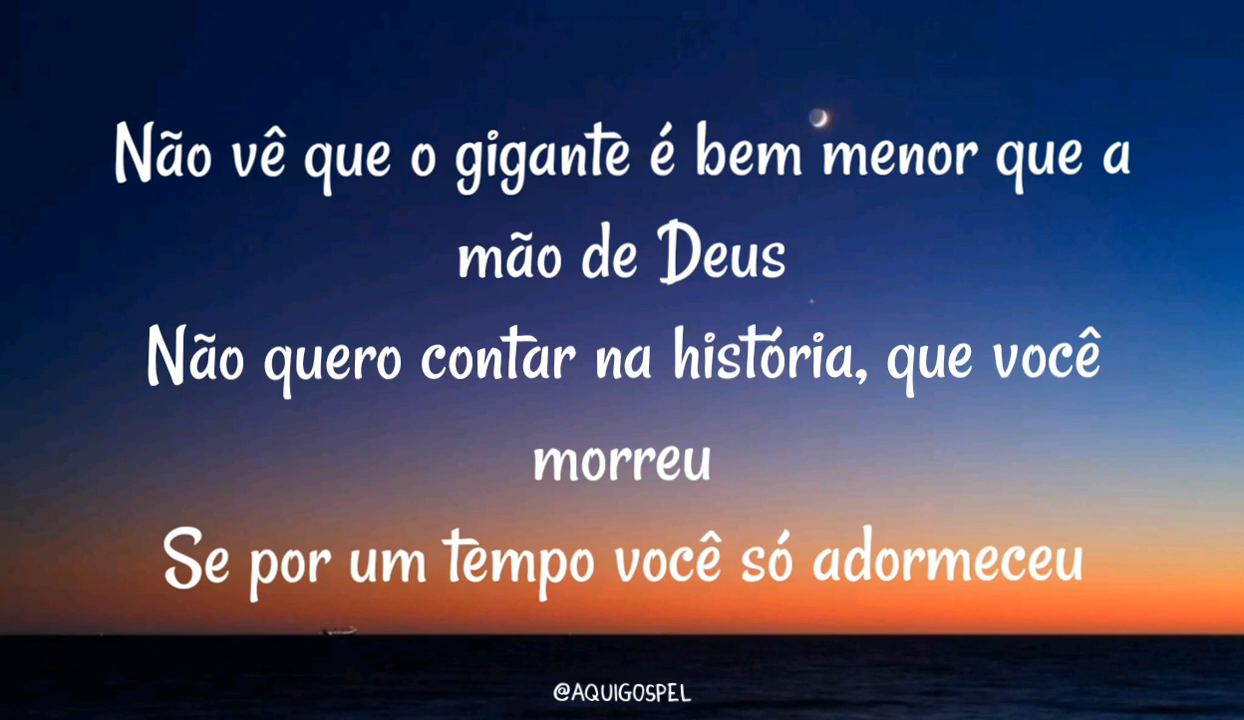 Não vê que o gigante é bem menor que a
mão de Deus
Não quero contar na história, que você
morreu
Se por um tempo você só adormeceu
@AQUIGOSPEL